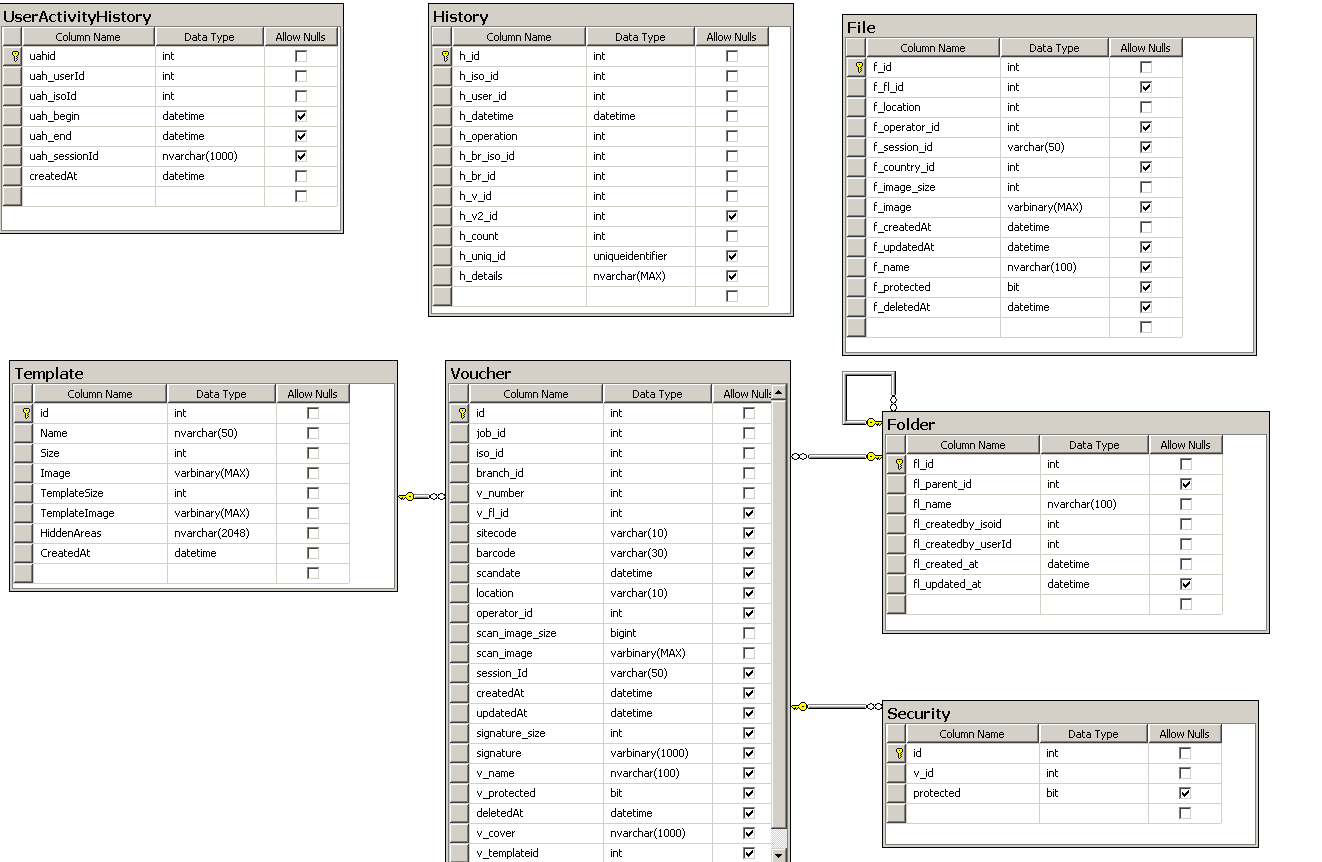 UserActivityHistory
Column Name Data Type Allow Nulls
uahid int
uah_userId int
uah_isoId int
uah_begin datetime
uah_end datetime
uah_sessionId nvarchar(1000)
createdAt datetime
History
Column Name Data Type Allow Nulls
h_id int
h_iso_id int
h_user_id int
h_datetime datetime
h_operation int
h_br_iso_id int
h_br_id int
h_v_id int
h_v2_id int
h_count int
h_uniq_id uniqueidentifier
h_details nvarchar(MAX)
File
Column Name Data Type Allow Nulls
f_id int
f_fl_id int
f_location int
f_operator_id int
f_session_id varchar(50)
f_country_id int
f_image_size int
f_image varbinary(MAX)
f_createdAt datetime
f_updatedAt datetime
f_name nvarchar(100)
f_protected bit
f_deletedAt datetime
Template
Column Name Data Type Allow Nulls
id int
Name nvarchar(50)
Size int
Image varbinary(MAX)
TemplateSize int
TemplateImage varbinary(MAX)
HiddenAreas nvarchar(2048)
CreatedAt datetime
Voucher
Column Name Data Type Allow Nulls
id int
job_id int
iso_id int
branch_id int
v_number int
v_fl_id int
sitecode varchar(10)
barcode varchar(30)
scandate datetime
location varchar(10)
operator_id int
scan_image_size bigint
scan_image varbinary(MAX)
session_Id varchar(50)
createdAt datetime
updatedAt datetime
signature_size int
signature varbinary(1000)
v_name nvarchar(100)
v_protected bit
deletedAt datetime
v_cover nvarchar(1000)
v_templateid int
Folder
Column Name Data Type Allow Nulls
fl_id int
fl_parent_id int
fl_name nvarchar(100)
fl_createdby_isoid int
fl_createdby_userId int
fl_created_at datetime
fl_updated_at datetime
Security
Column Name Data Type Allow Nulls
id int
v_id int
protected bit